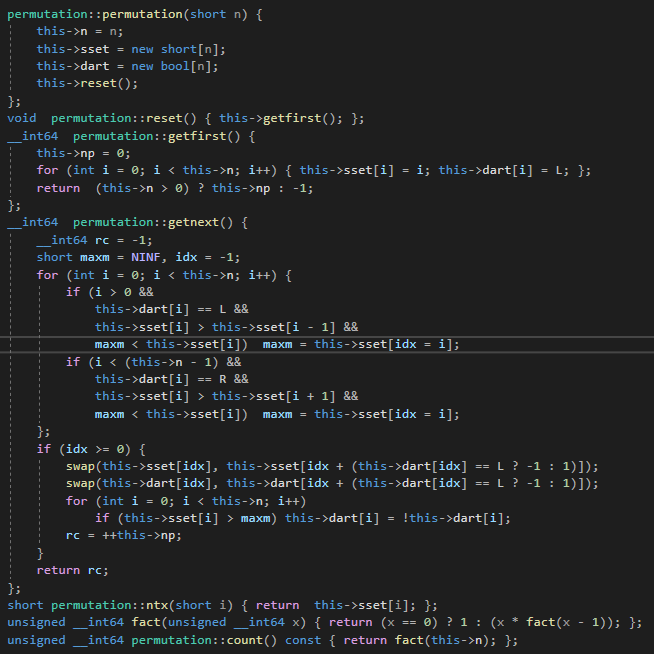 permutation::permutation(short n) {
    this->n = n;
    this->sset = new short[n];
    this->dart = new bool[n];
    this->reset();
};
void  permutation::reset() { this->getfirst(); };
__int64  permutation::getfirst() {
    this->np = 0;
    for (int i = 0; i < this->n; i++) { this->sset[i] = i; this->dart[i] = L; };
    return  (this->n > 0) ? this->np : -1;
};
__int64  permutation::getnext() {
    __int64 rc = -1;
    short maxm = NINF, idx = -1;
    for (int i = 0; i < this->n; i++) {
        if (i > 0 &&
            this->dart[i] == L &&
            this->sset[i] > this->sset[i - 1] &&
            maxm < this->sset[i])  maxm = this->sset[idx = i];
        if (i < (this->n - 1) &&
            this->dart[i] == R &&
            this->sset[i] > this->sset[i + 1] &&
            maxm < this->sset[i])  maxm = this->sset[idx = i];
    };
    if (idx >= 0) {
        swap(this->sset[idx], this->sset[idx + (this->dart[idx] == L ? -1 : 1)]);
        swap(this->dart[idx], this->dart[idx + (this->dart[idx] == L ? -1 : 1)]);
        for (int i = 0; i < this->n; i++)
            if (this->sset[i] > maxm) this->dart[i] = !this->dart[i];
        rc = ++this->np;
    }
    return rc;
};
short permutation::ntx(short i) { return  this->sset[i]; };
unsigned __int64 fact(unsigned __int64 x) { return (x == 0) ? 1 : (x * fact(x - 1)); };
unsigned __int64 permutation::count() const { return fact(this->n); };